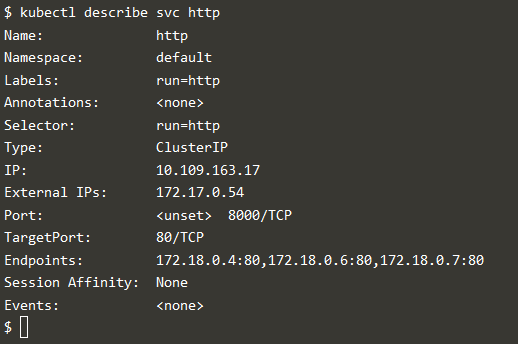 $ kubectl describe svc http
Name:              http
Namespace:         default
Labels:            run=http
Annotations:       <none>
Selector:          run=http
Type:              ClusterIP
IP:                10.109.163.17
External IPs:      172.17.0.54
Port:              <unset>  8000/TCP
TargetPort:        80/TCP
Endpoints:         172.18.0.4:80,172.18.0.6:80,172.18.0.7:80
Session Affinity:  None
Events:            <none>
$